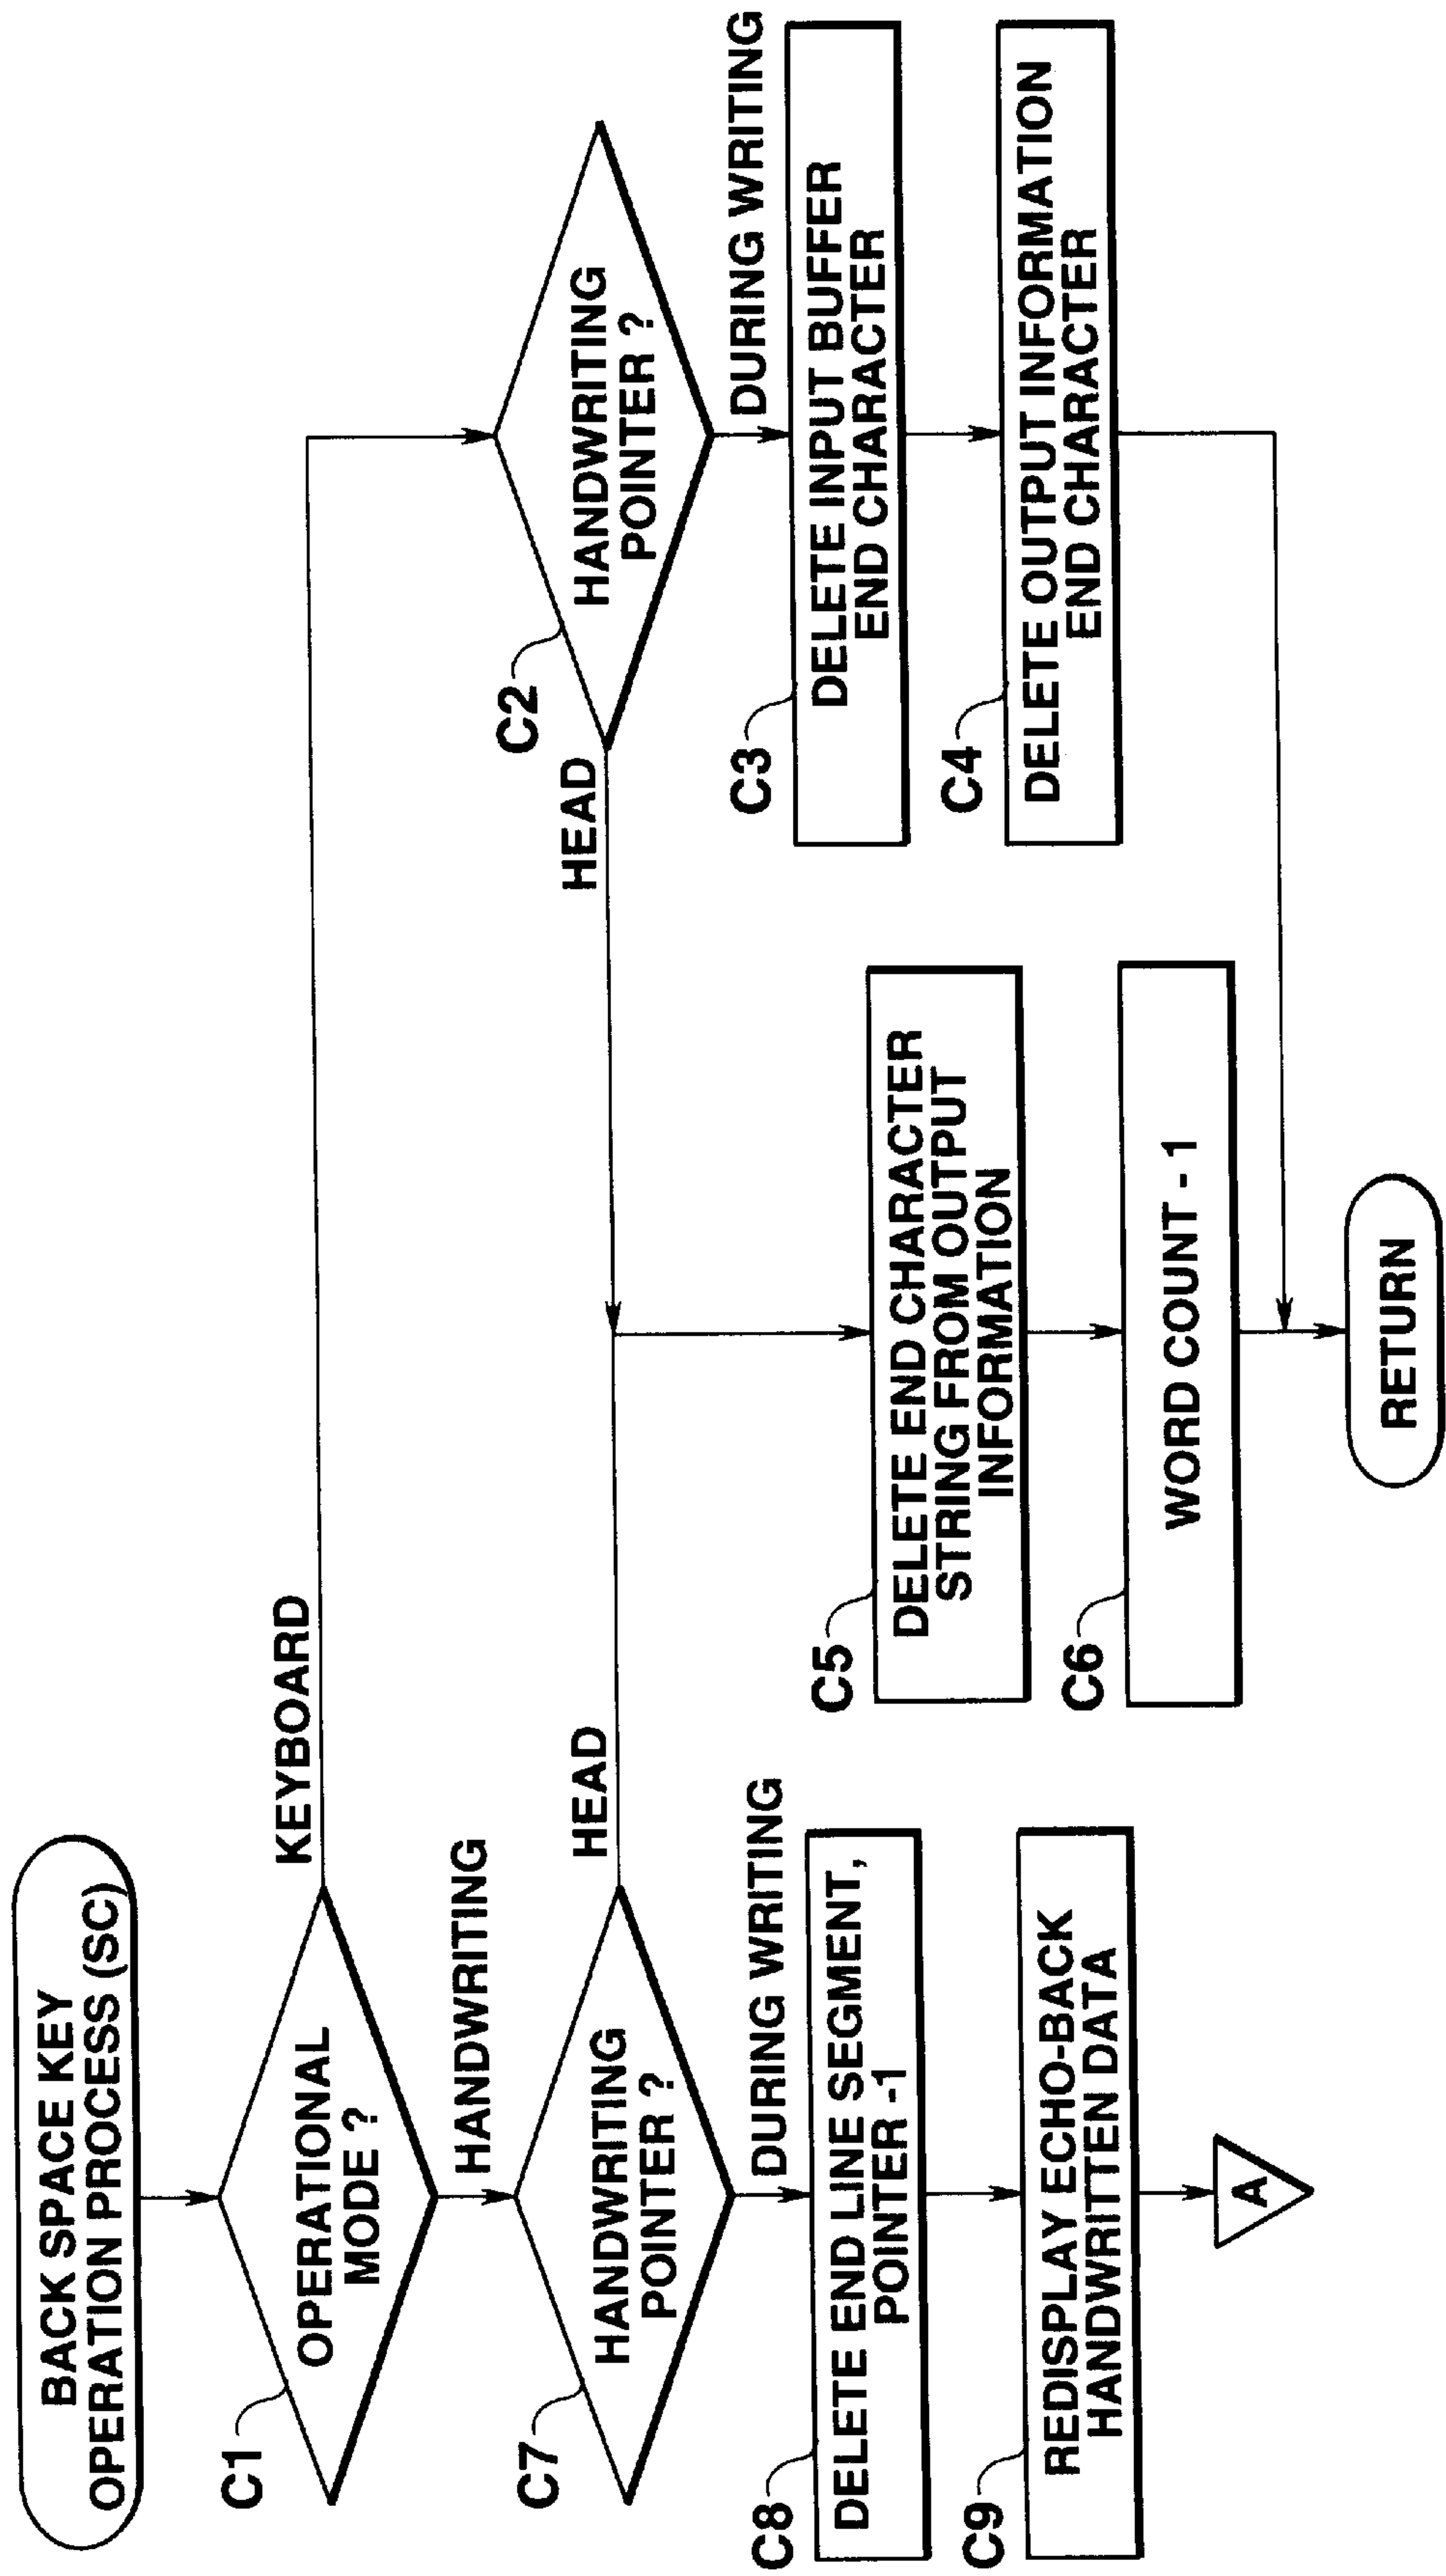 BACK SPACE KEY
OPERATION PROCESS (SC)
C1
OPERATIONAL
MODE ?
KEYBOARD
HANDWRITING
C7
HANDWRITING
POINTER ?
HEAD
DURING WRITING
C8
DELETE END LINE SEGMENT,
POINTER -1
C9
REDISPLAY ECHO-BACK
HANDWRITTEN DATA
A
C2
HANDWRITING
POINTER ?
HEAD
DURING WRITING
C3
DELETE INPUT BUFFER
END CHARACTER
C4
DELETE OUTPUT INFORMATION
END CHARACTER
C5
DELETE END CHARACTER
STRING FROM OUTPUT
INFORMATION
C6
WORD COUNT - 1
RETURN